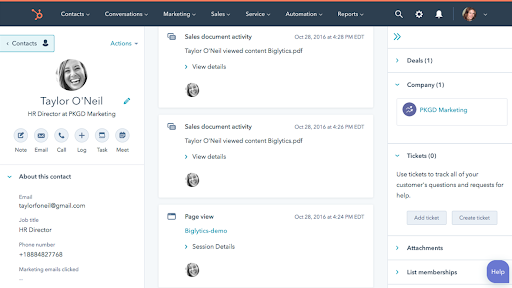 Contacts Conversations Marketing Sales Service Automation Reports
Contacts
Actions
Taylor O'Neil
HR Director at PKGD Marketing
Note Email Call Log Task Meet
About this contact
Email
taylorfoneil@gmail.com
Job title
HR Director
Phone number
+18884827768
Marketing emails clicked
--
Sales document activity Oct 28, 2016 at 4:28 PM EDT
Taylor O'Neil viewed content Biglytics.pdf
View details
Sales document activity Oct 28, 2016 at 4:26 PM EDT
Taylor O'Neil viewed content Biglytics.pdf
View details
Page view Oct 28, 2016 at 4:24 PM EDT
Biglytics-demo
Session Details
Deals (1)
Company (1)
PKGD Marketing
Tickets (0)
Use tickets to track all of your
customer's questions and requests for
help.
Add ticket Create ticket
Attachments
List memberships
Help